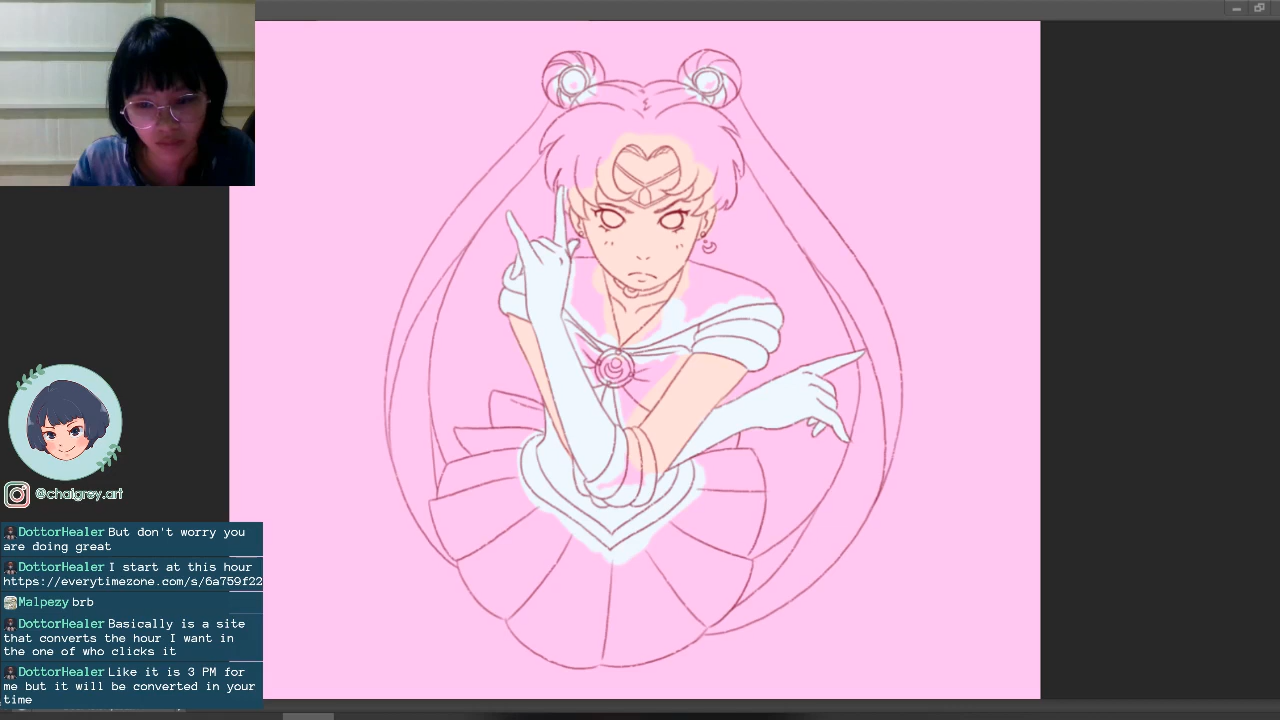 @chaigrey.art
DottorHealer But don't worry you
are doing great
DottorHealer I start at this hour
https://everytimezone.com/s/6a759f22
Malpezy brb
DottorHealer Basically is a site
that converts the hour I want in
the one of who clicks it
DottorHealer Like it is 3 PM for
me but it will be converted in your
time